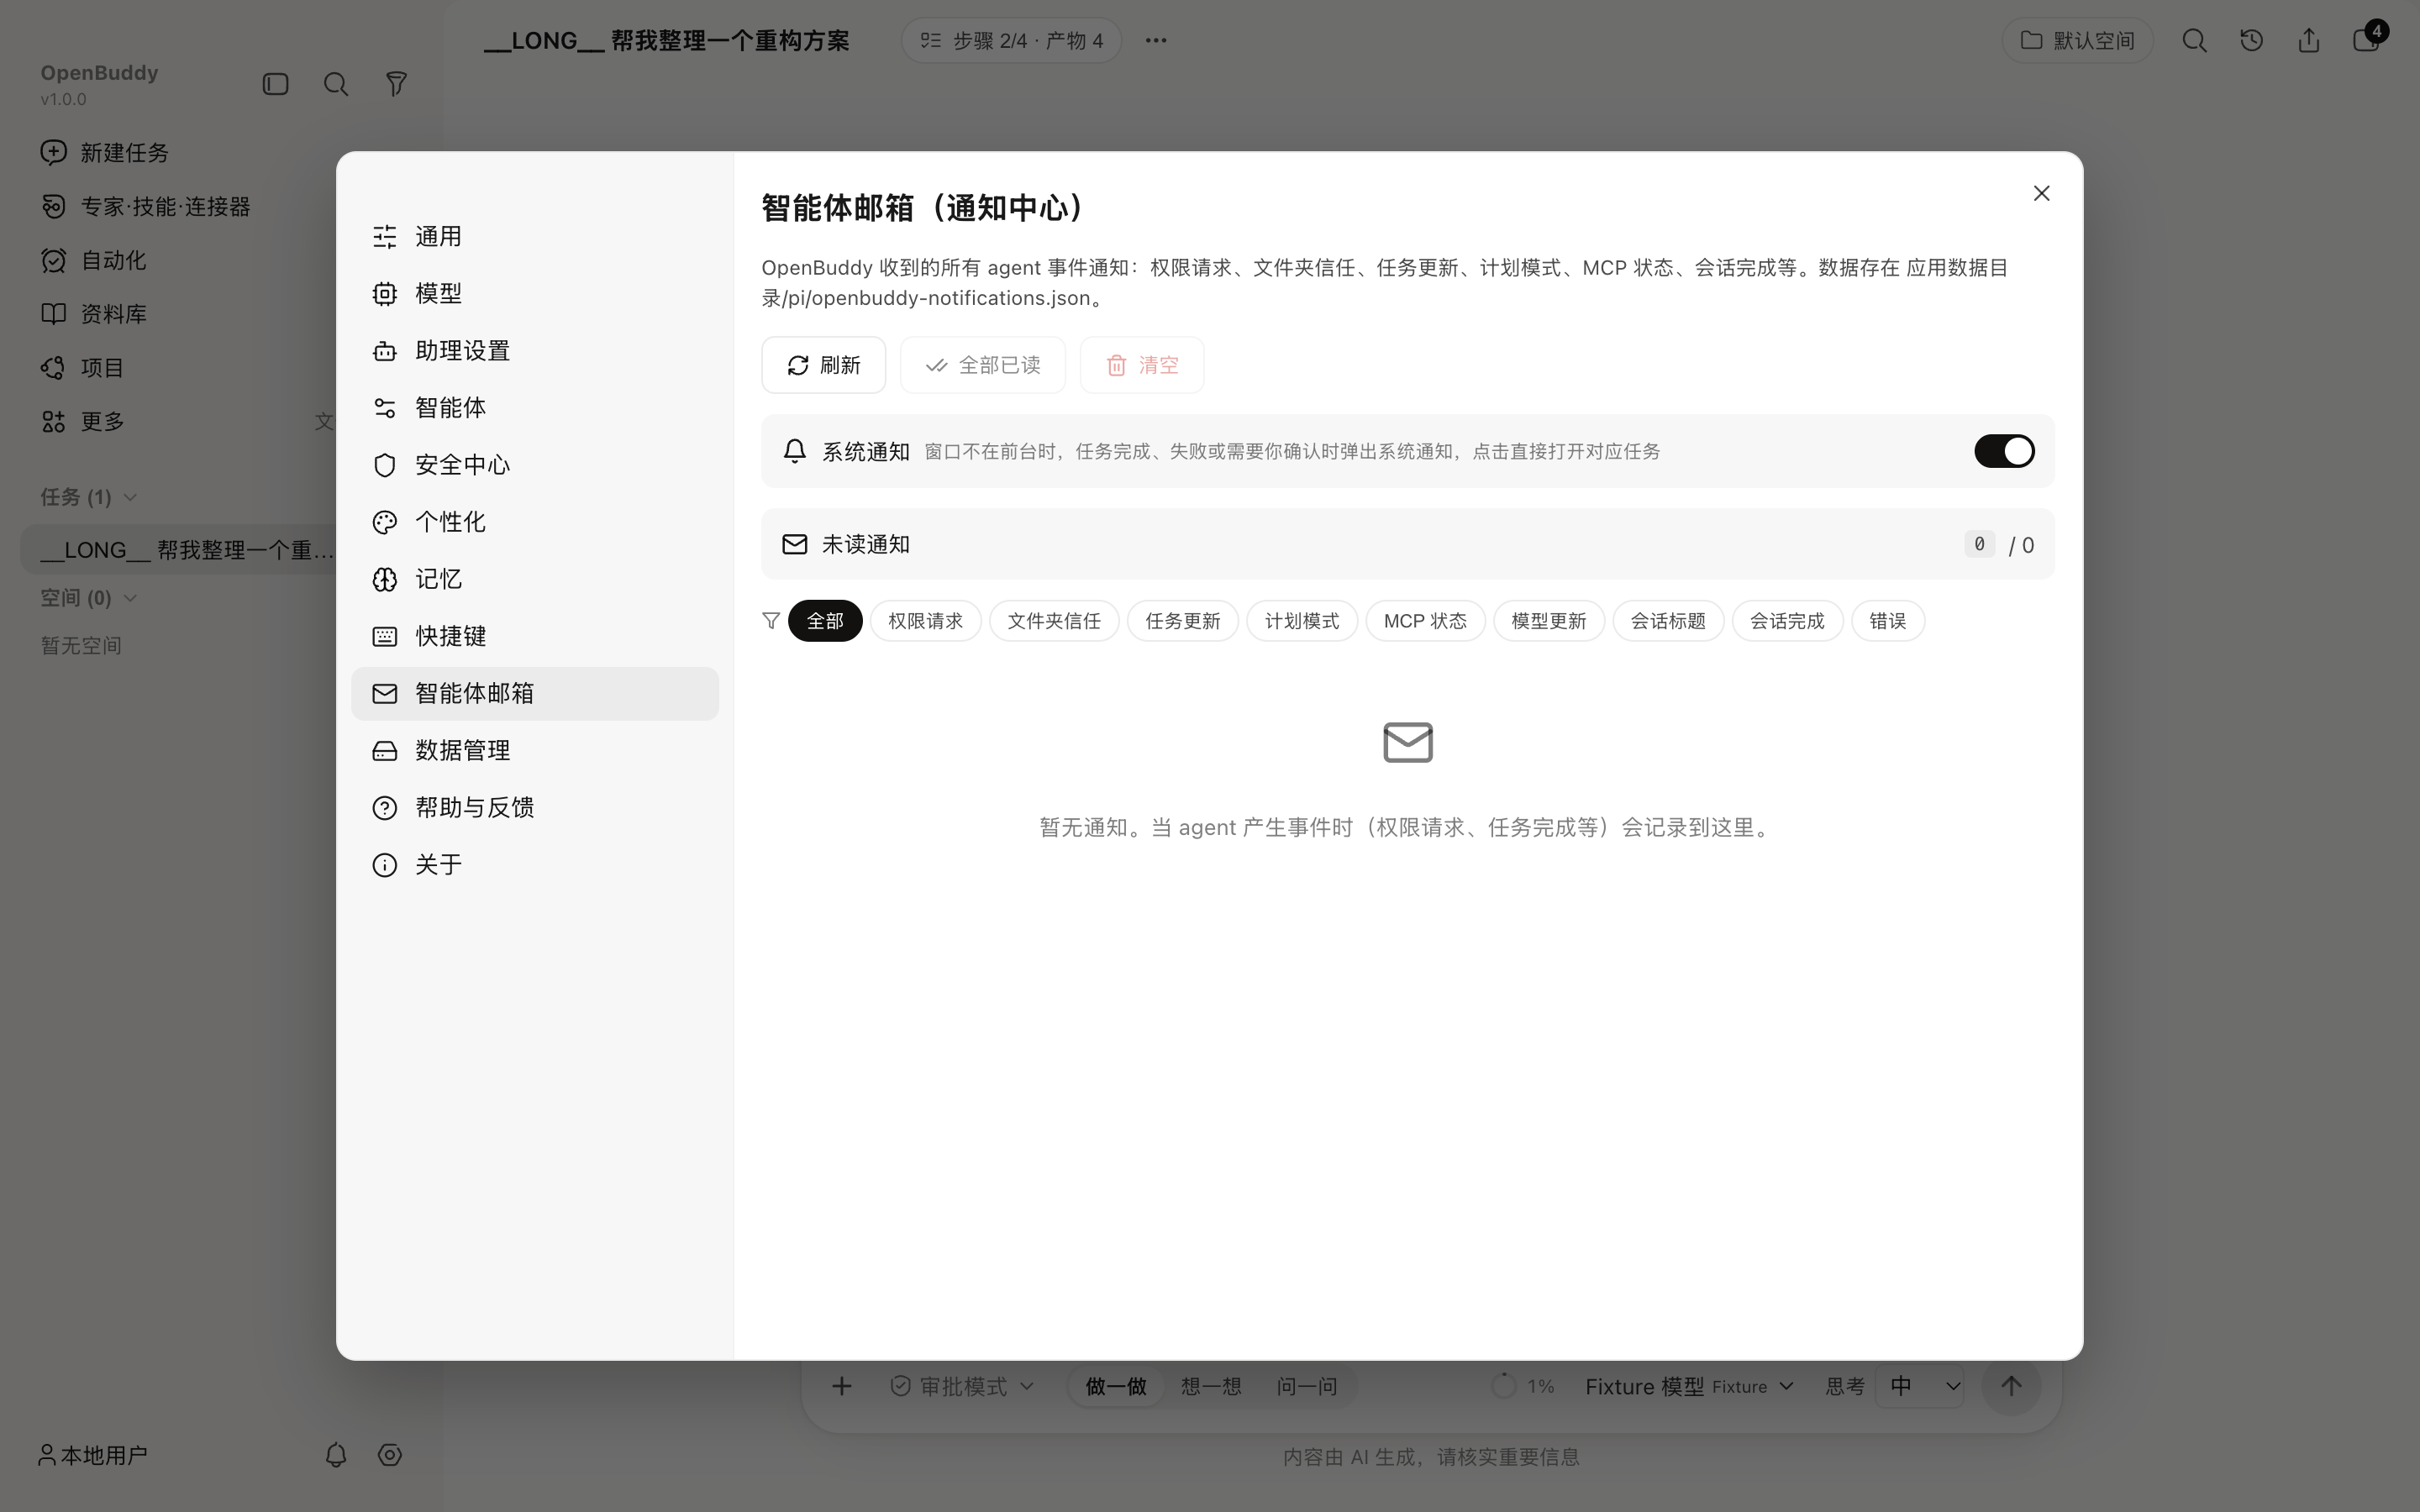 OpenBuddy
v1.0.0
新建任务
专家·技能·连接器
自动化
资料库
项目
更多
文
任务 (1)
__LONG__ 帮我整理一个重…
空间 (0)
暂无空间
本地用户
__LONG__ 帮我整理一个重构方案
步骤 2/4 · 产物 4
默认空间
4
通用
模型
助理设置
智能体
安全中心
个性化
记忆
快捷键
智能体邮箱
数据管理
帮助与反馈
关于
智能体邮箱（通知中心）
OpenBuddy 收到的所有 agent 事件通知：权限请求、文件夹信任、任务更新、计划模式、MCP 状态、会话完成等。数据存在 应用数据目
录/pi/openbuddy-notifications.json。
刷新
全部已读
清空
系统通知 窗口不在前台时，任务完成、失败或需要你确认时弹出系统通知，点击直接打开对应任务
未读通知 0 / 0
全部 权限请求 文件夹信任 任务更新 计划模式 MCP 状态 模型更新 会话标题 会话完成 错误
暂无通知。当 agent 产生事件时（权限请求、任务完成等）会记录到这里。
审批模式 做一做 想一想 问一问 1% Fixture 模型 Fixture 思考 中
内容由 AI 生成，请核实重要信息